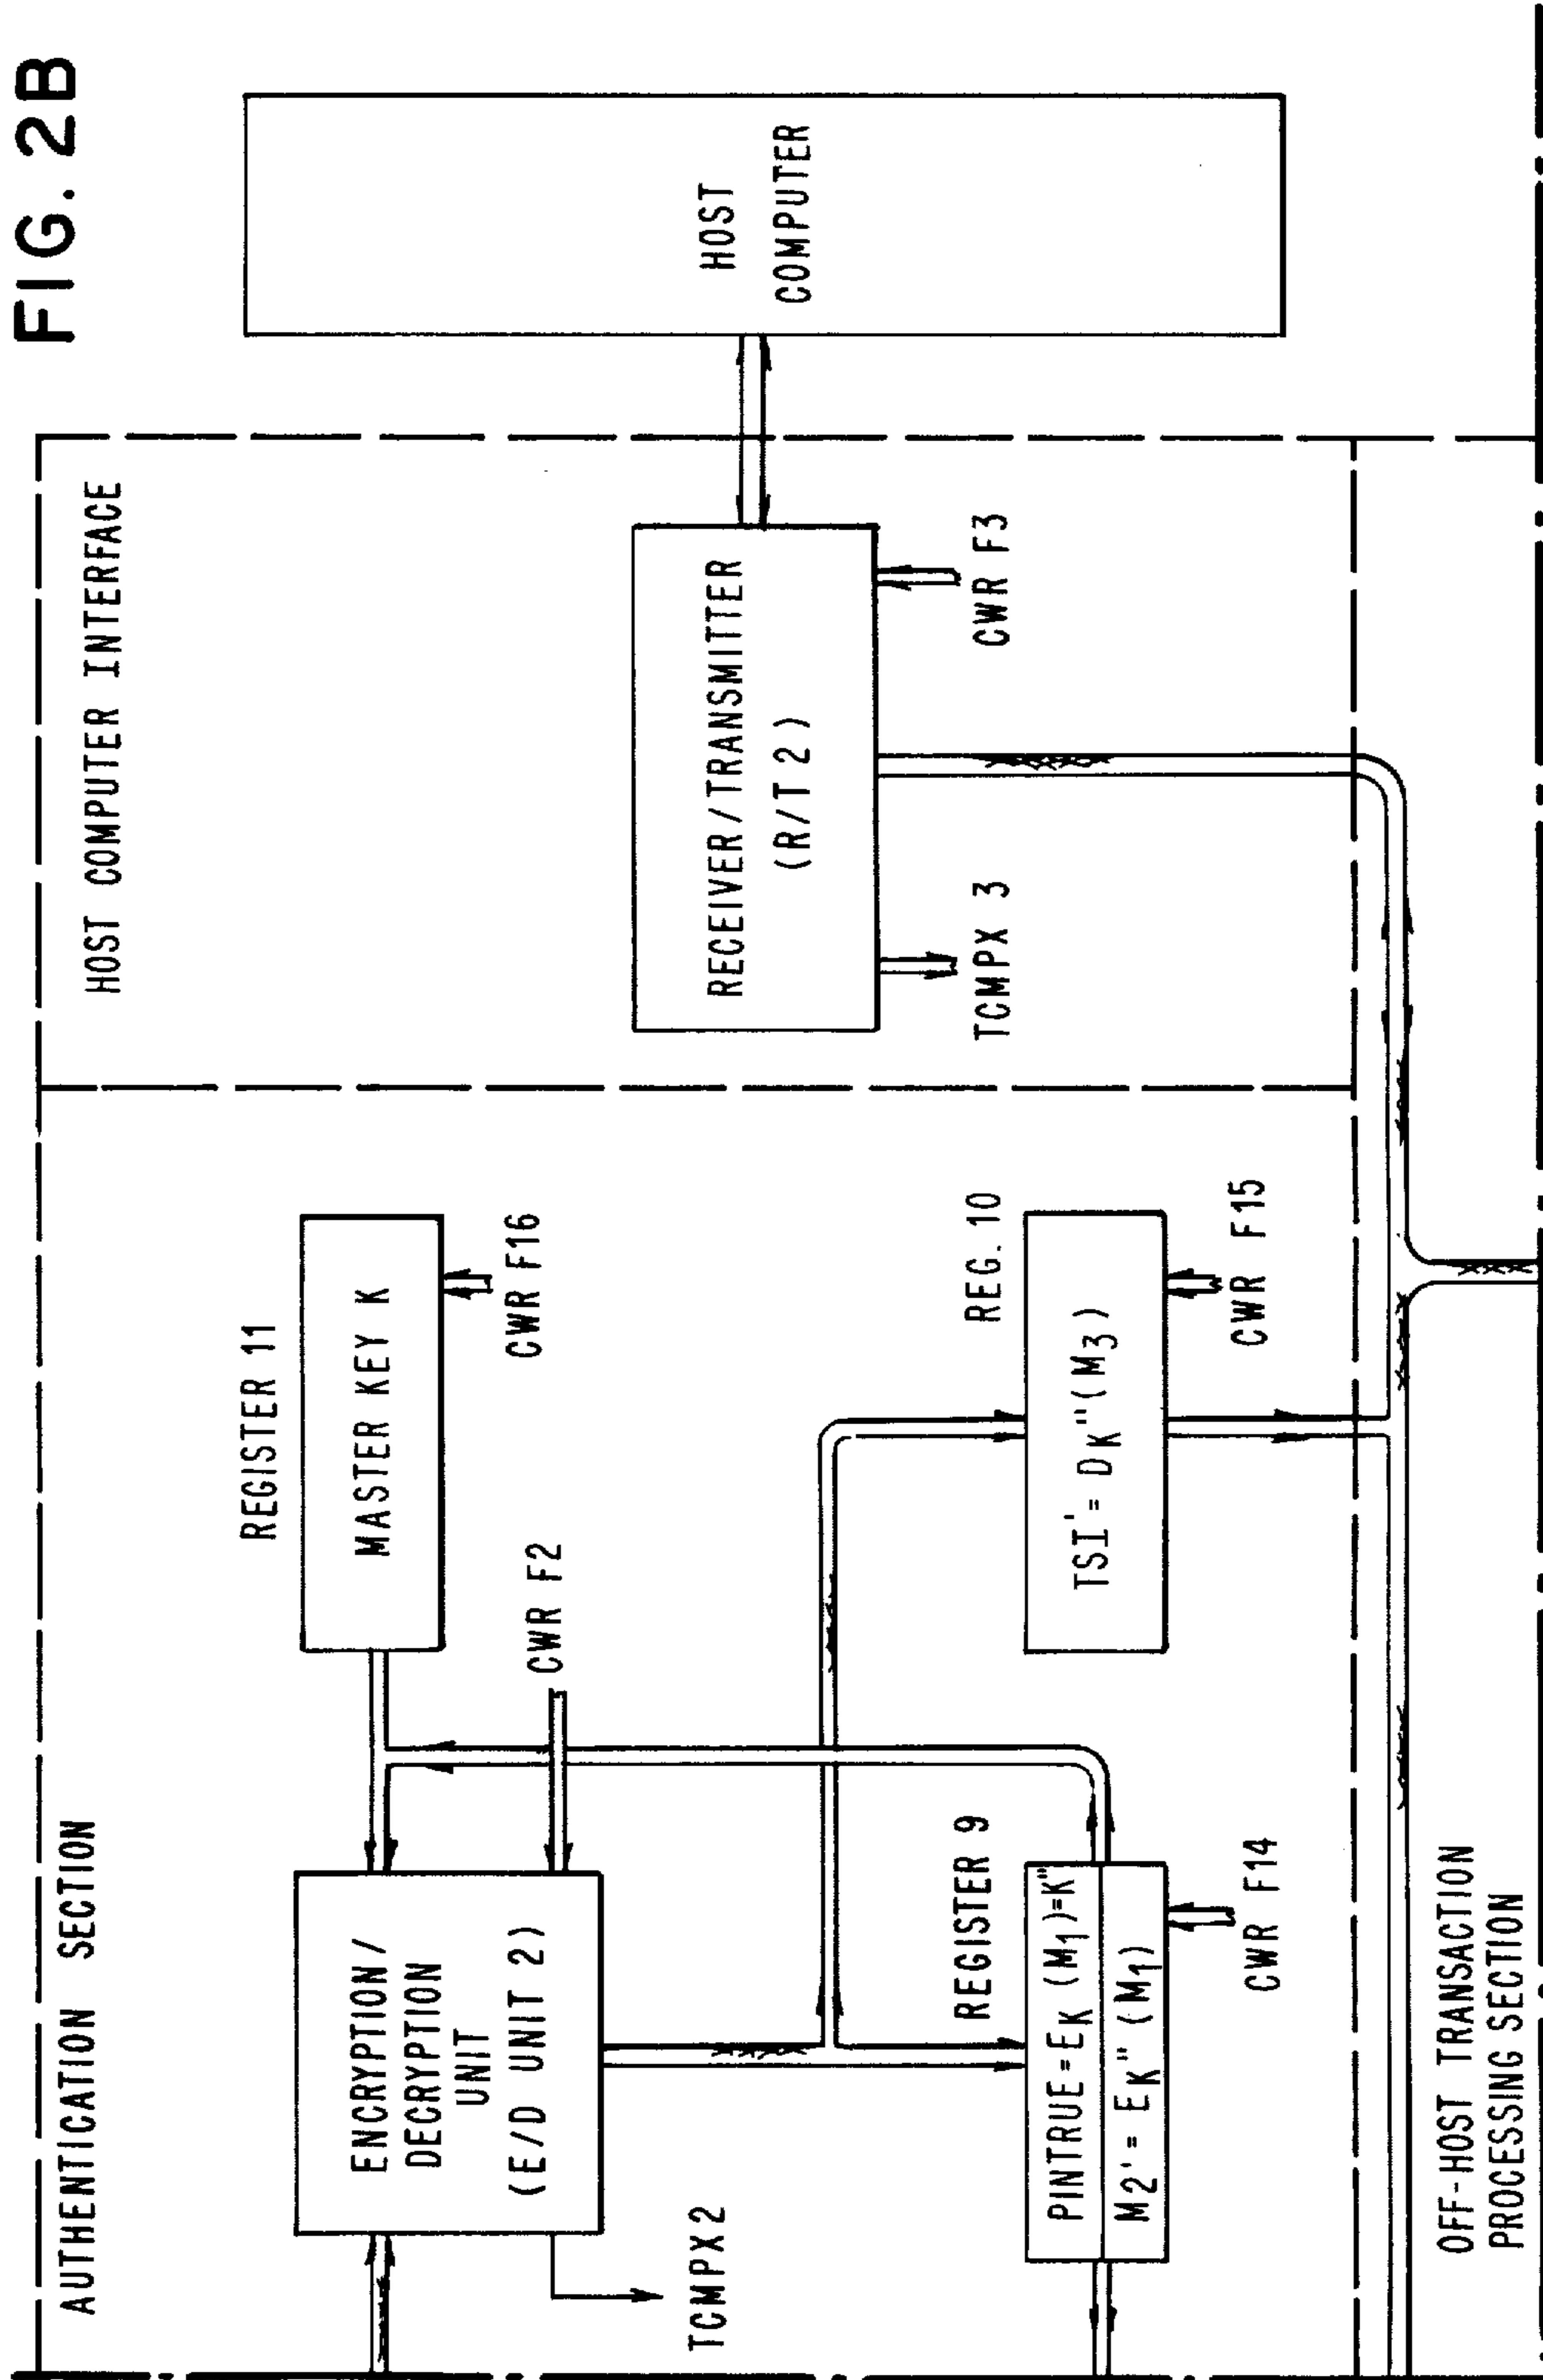 FIG. 2B
AUTHENTICATION SECTION
HOST COMPUTER INTERFACE
REGISTER 11
MASTER KEY K
CWR F16
ENCRYPTION/
DECRYPTION
UNIT
(E/D UNIT 2)
CWR F2
TCMPX2
RECEIVER/TRANSMITTER
(R/T 2)
TCMPX 3
CWR F3
HOST
COMPUTER
REGISTER 9
PINTRUE=EK (M1)=K"
M2'= EK" (M1)
CWR F14
REG. 10
TSI'= DK"(M3)
CWR F15
OFF-HOST TRANSACTION
PROCESSING SECTION